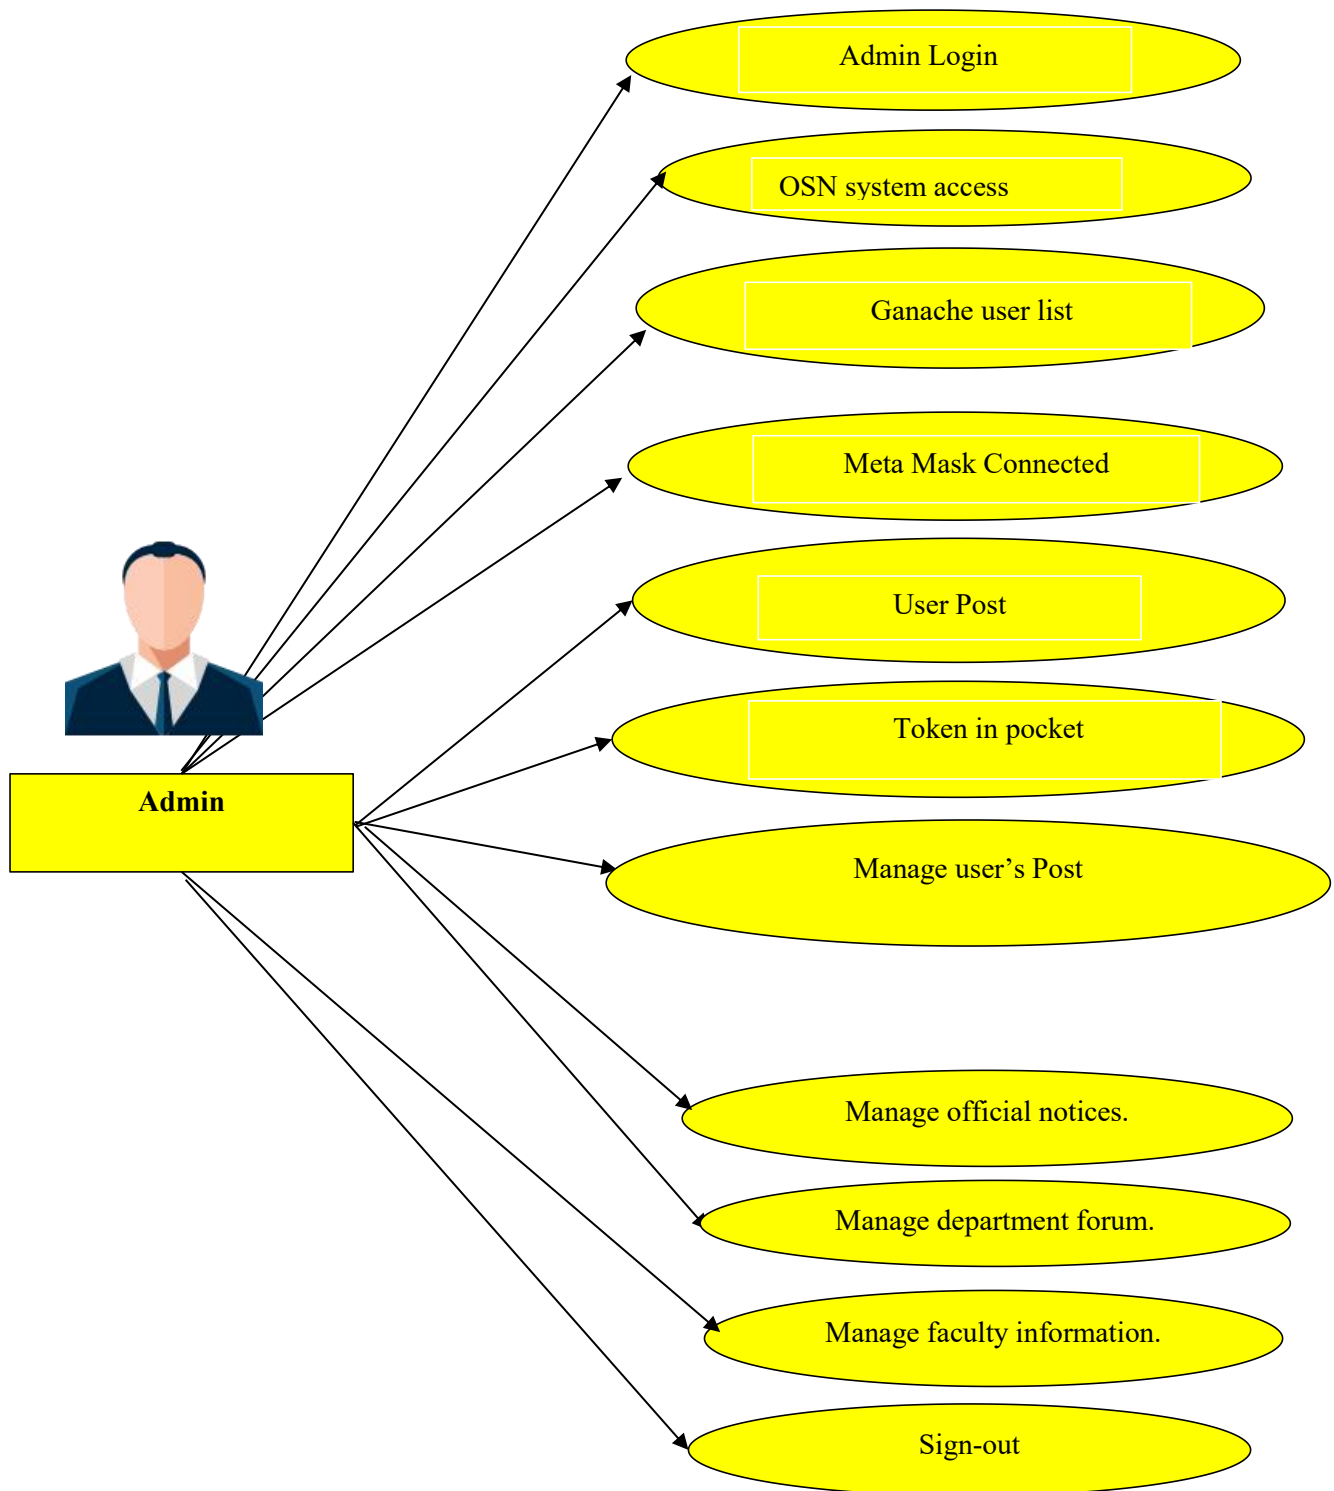 Admin Login
OSN system access
Ganache user list
Meta Mask Connected
User Post
Token in pocket
Admin
Manage user’s Post
Manage official notices.
Manage department forum.
Manage faculty information.
Sign-out